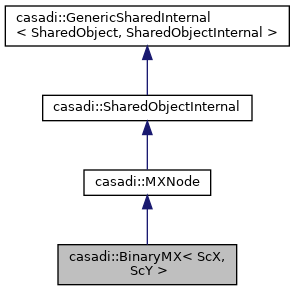 casadi::GenericSharedInternal
< SharedObject, SharedObjectInternal >
casadi::SharedObjectInternal
casadi::MXNode
casadi::BinaryMX< ScX,
ScY >